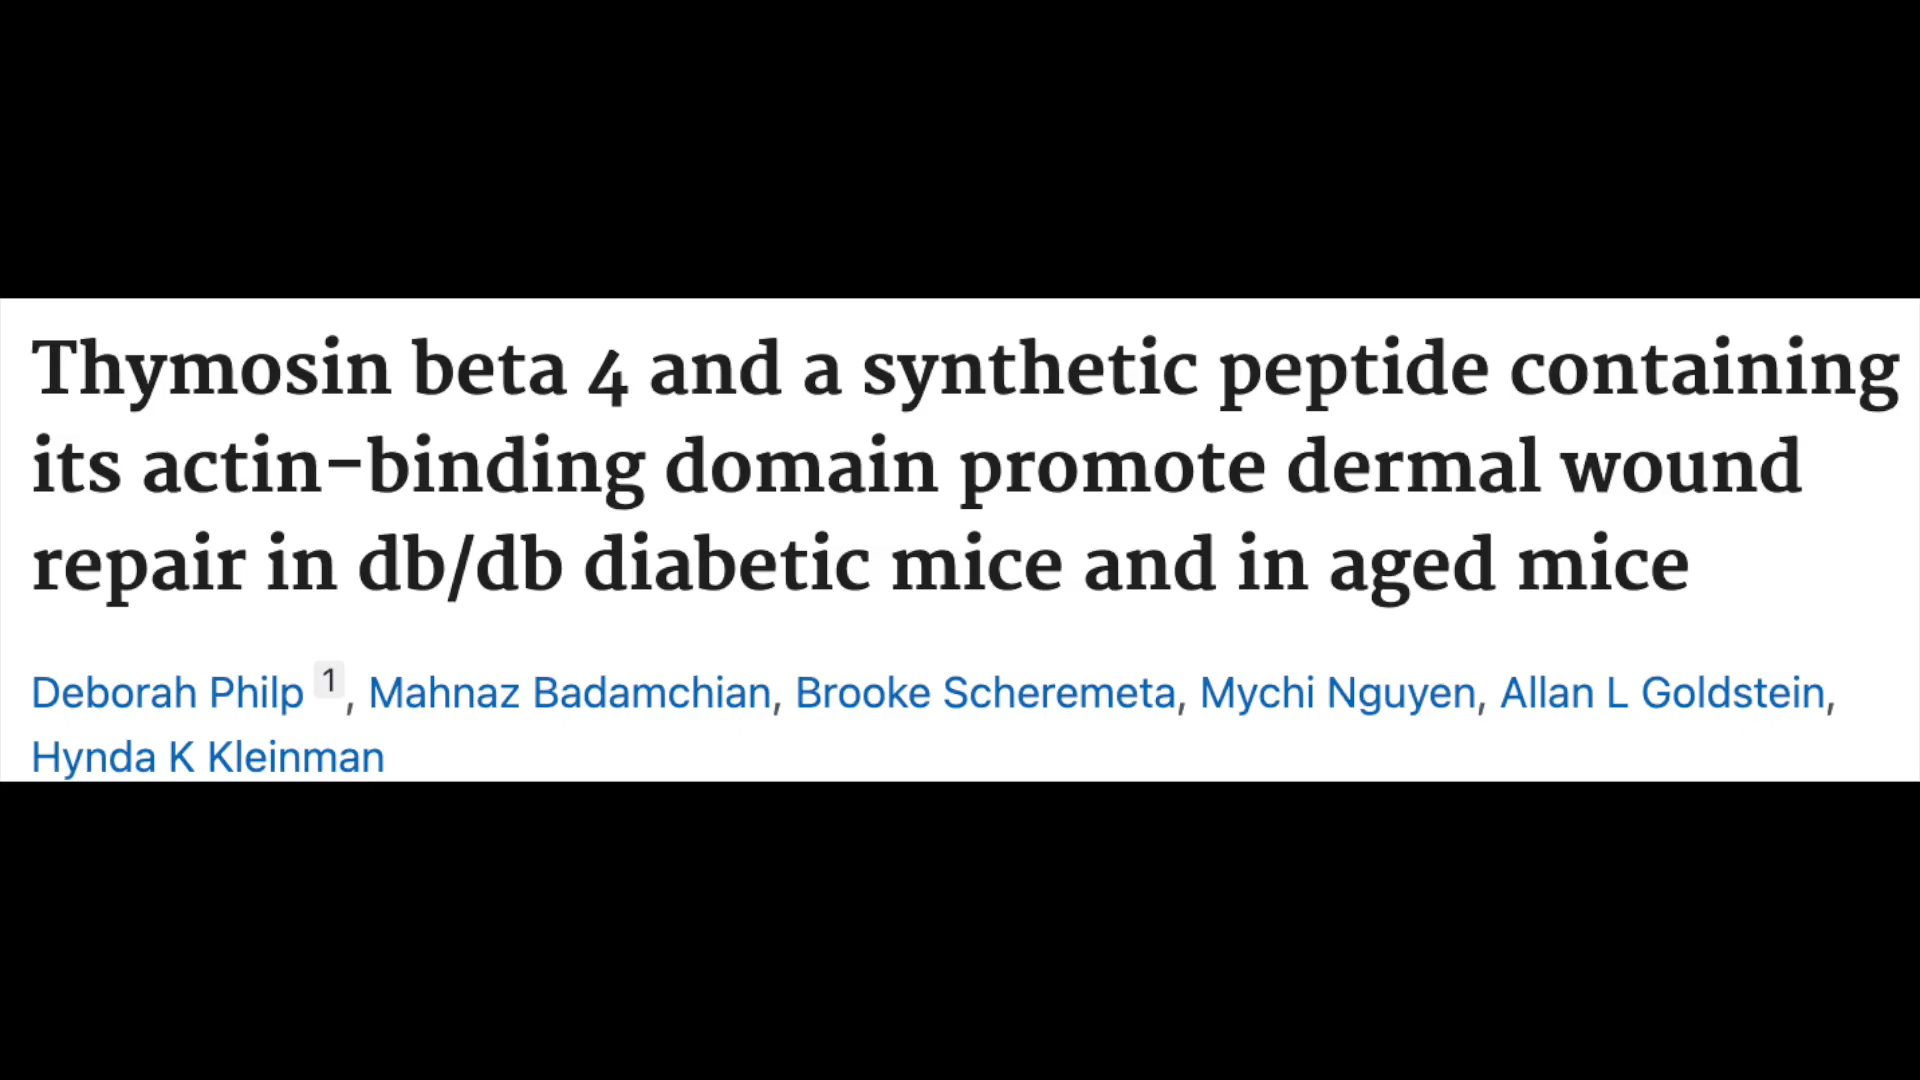 Thymosin beta 4 and a synthetic peptide containing
its actin-binding domain promote dermal wound
repair in db/db diabetic mice and in aged mice
Deborah Philp 1, Mahnaz Badamchian, Brooke Scheremeta, Mychi Nguyen, Allan L Goldstein,
Hynda K Kleinman